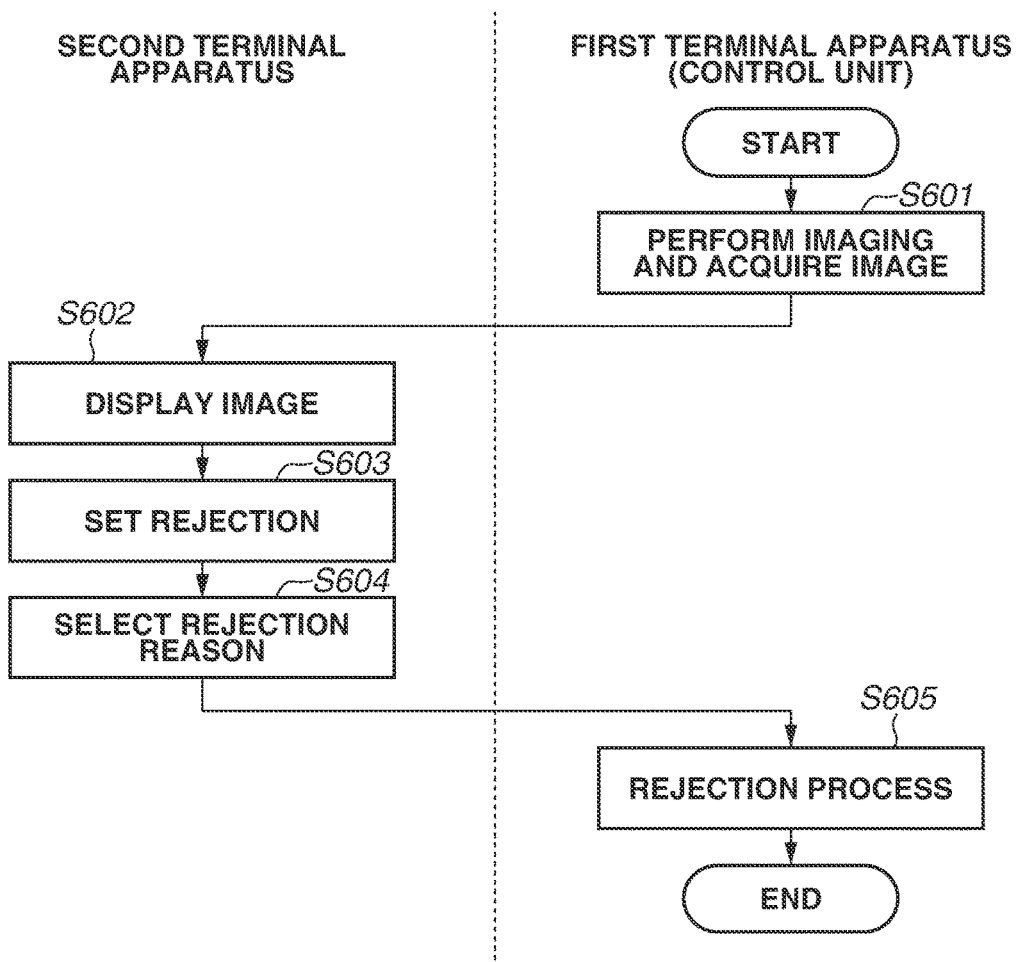 SECOND TERMINAL
APPARATUS
FIRST TERMINAL APPARATUS
(CONTROL UNIT)
START
S601
PERFORM IMAGING
AND ACQUIRE IMAGE
S602
DISPLAY IMAGE
S603
SET REJECTION
S604
SELECT REJECTION
REASON
S605
REJECTION PROCESS
END